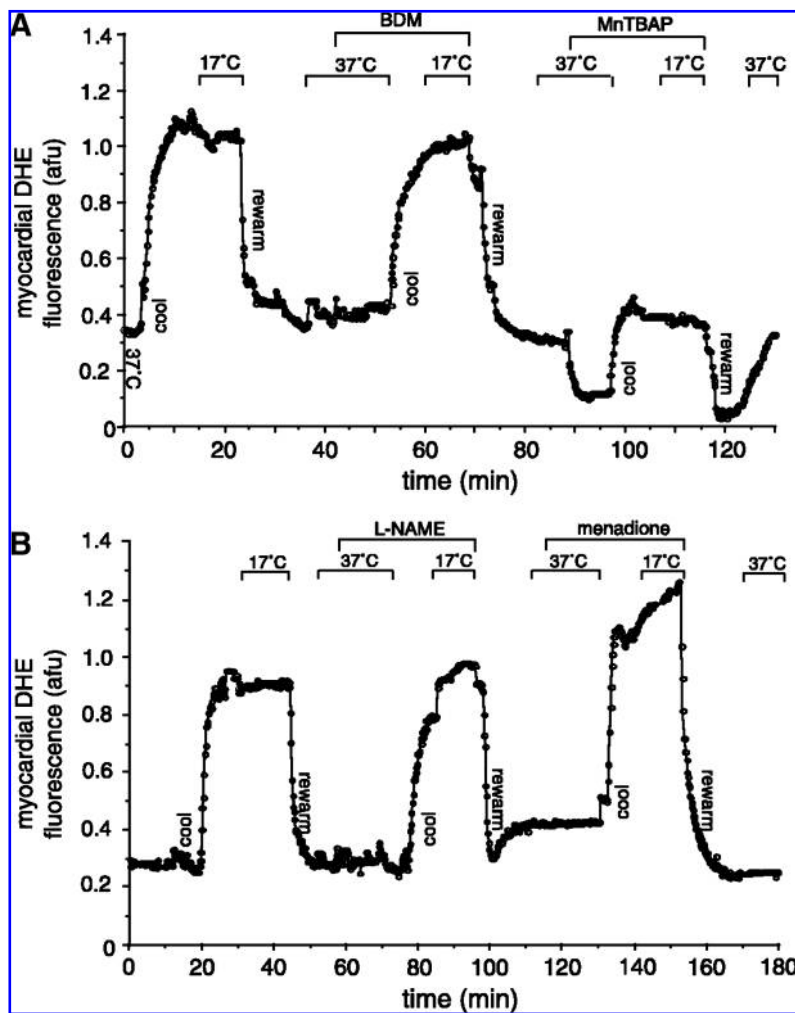 A
BDM
MnTBAP
17°C
37°C
17°C
37°C
17°C
37°C
1.4
1.2
1.0
0.8
0.6
0.4
0.2
0
myocardial DHE
fluorescence (afu)
37°C
cool
rewarm
cool
rewarm
cool
rewarm
0 20 40 60 80 100 120
time (min)
B
L-NAME
menadione
17°C
37°C
17°C
37°C
17°C
37°C
1.4
1.2
1.0
0.8
0.6
0.4
0.2
0
myocardial DHE
fluorescence (afu)
cool
rewarm
cool
rewarm
cool
rewarm
0 20 40 60 80 100 120 140 160 180
time (min)